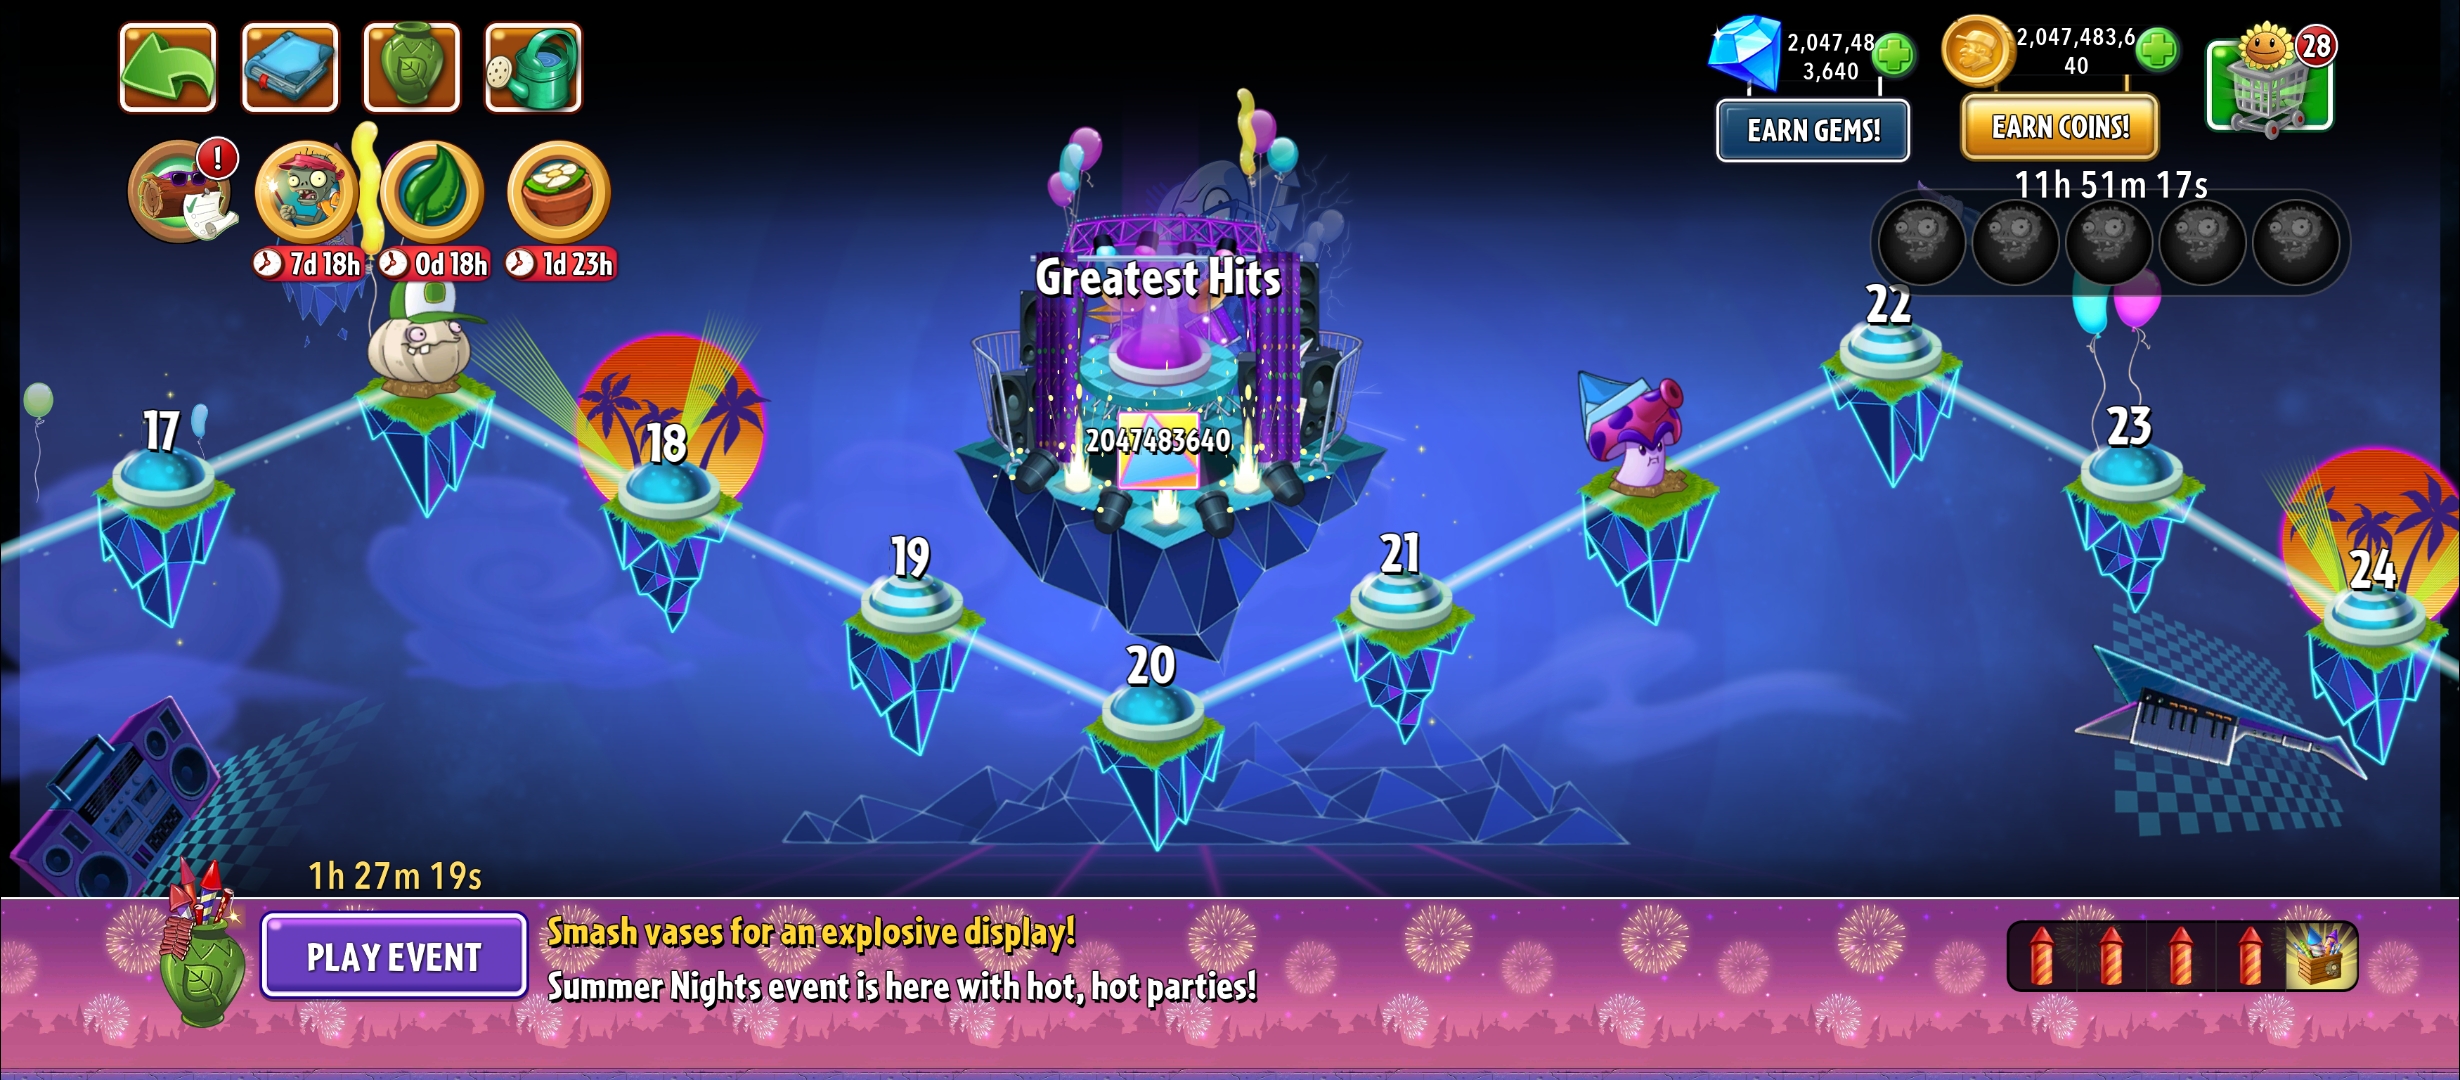 2,047,48
3,640
2,047,483,6
40
28
EARN GEMS!
EARN COINS!
!
11h 51m 17s
7d 18h
0d 18h
1d 23h
Greatest Hits
2047483640
17
18
19
20
21
22
23
24
1h 27m 19s
PLAY EVENT
Smash vases for an explosive display!
Summer Nights event is here with hot, hot parties!